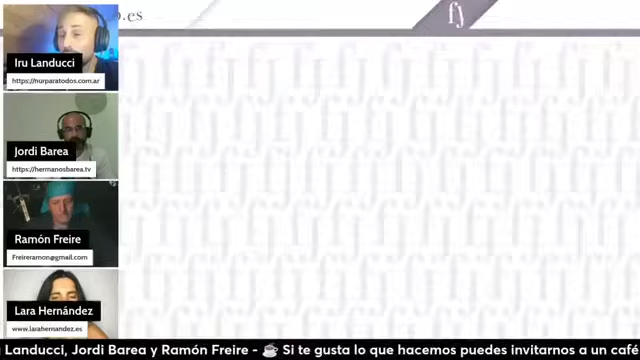 o.es
fj
Iru Landucci
https://nurparatodos.com.ar
Jordi Barea
https://hermanosbarea.tv
Ramón Freire
Freireramon@gmail.com
Lara Hernández
www.larahernandez.es
Landucci, Jordi Barea y Ramón Freire - ☕ Si te gusta lo que hacemos puedes invitarnos a un café